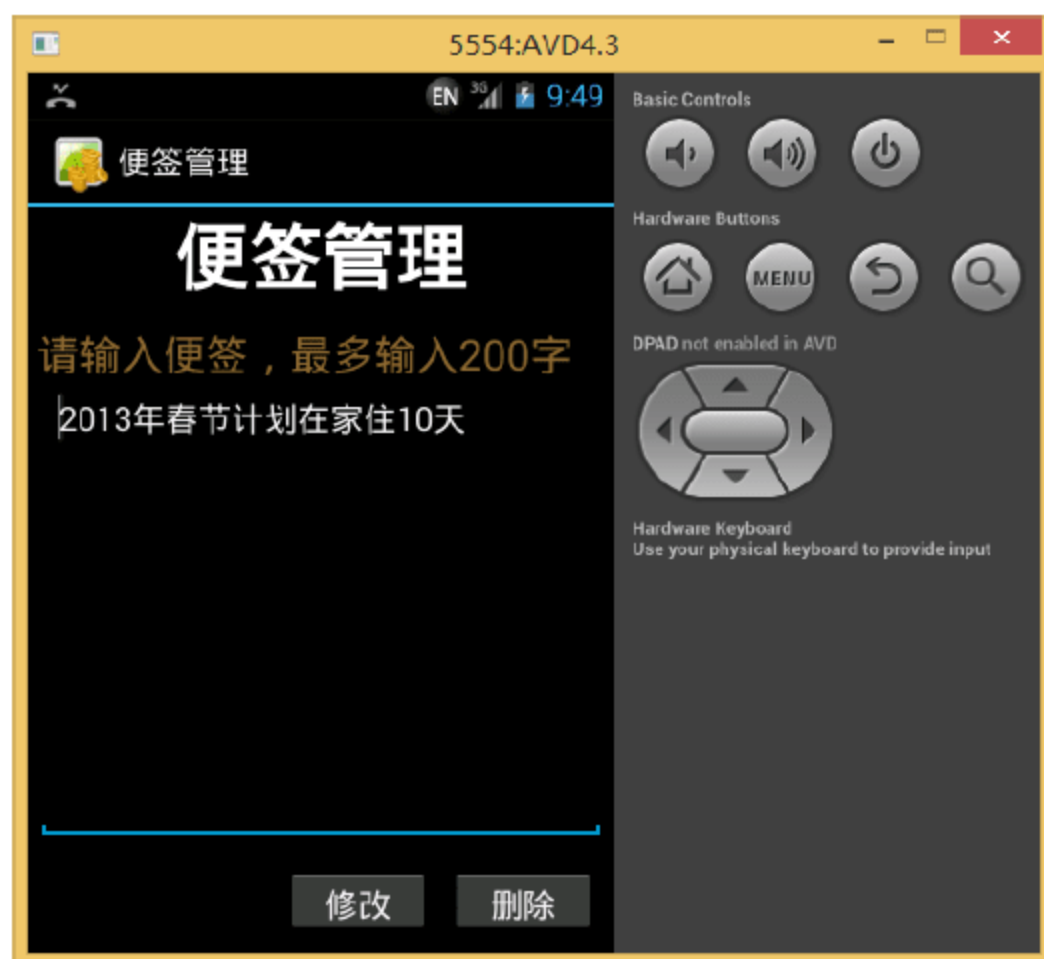 5554:AVD4.3
EN 3G 9:49
便签管理
便签管理
请输入便签，最多输入200字
2013年春节计划在家住10天
修改 删除
Basic Controls
Hardware Buttons
MENU
DPAD not enabled in AVD
Hardware Keyboard
Use your physical keyboard to provide input